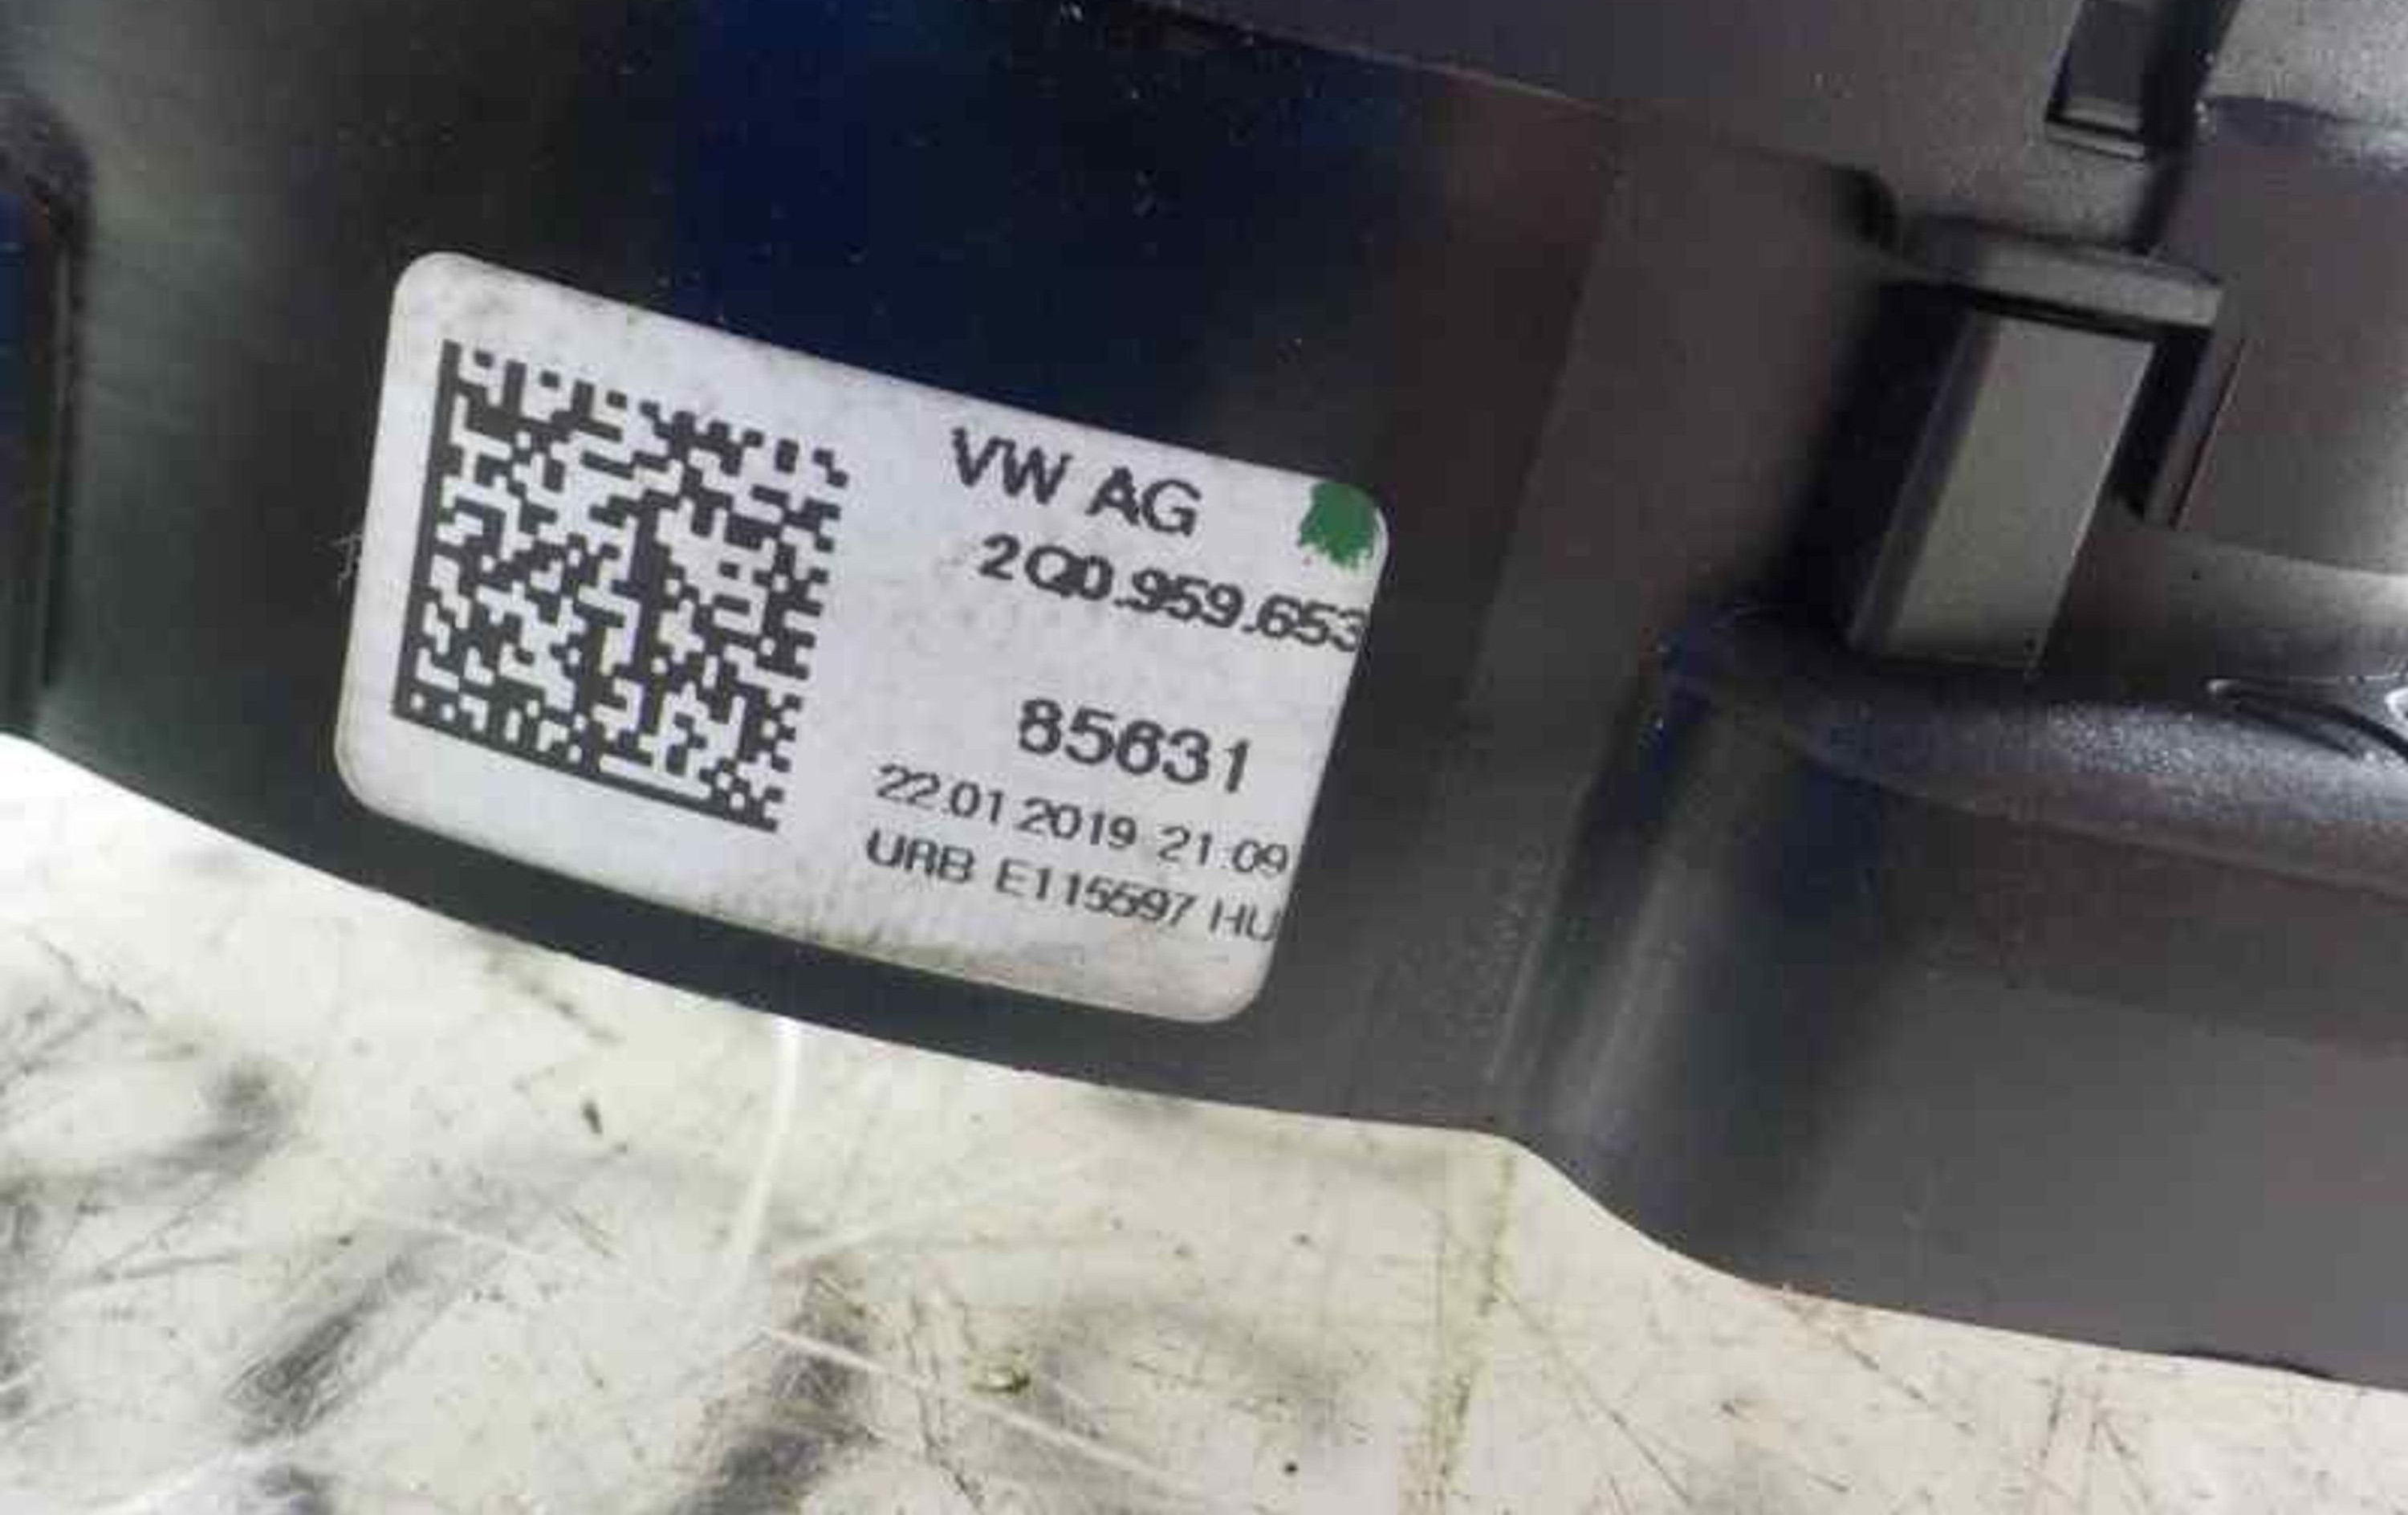 VW AG
2Q0.959.653
85631
22.01.2019 21:09
URB E115597 HU